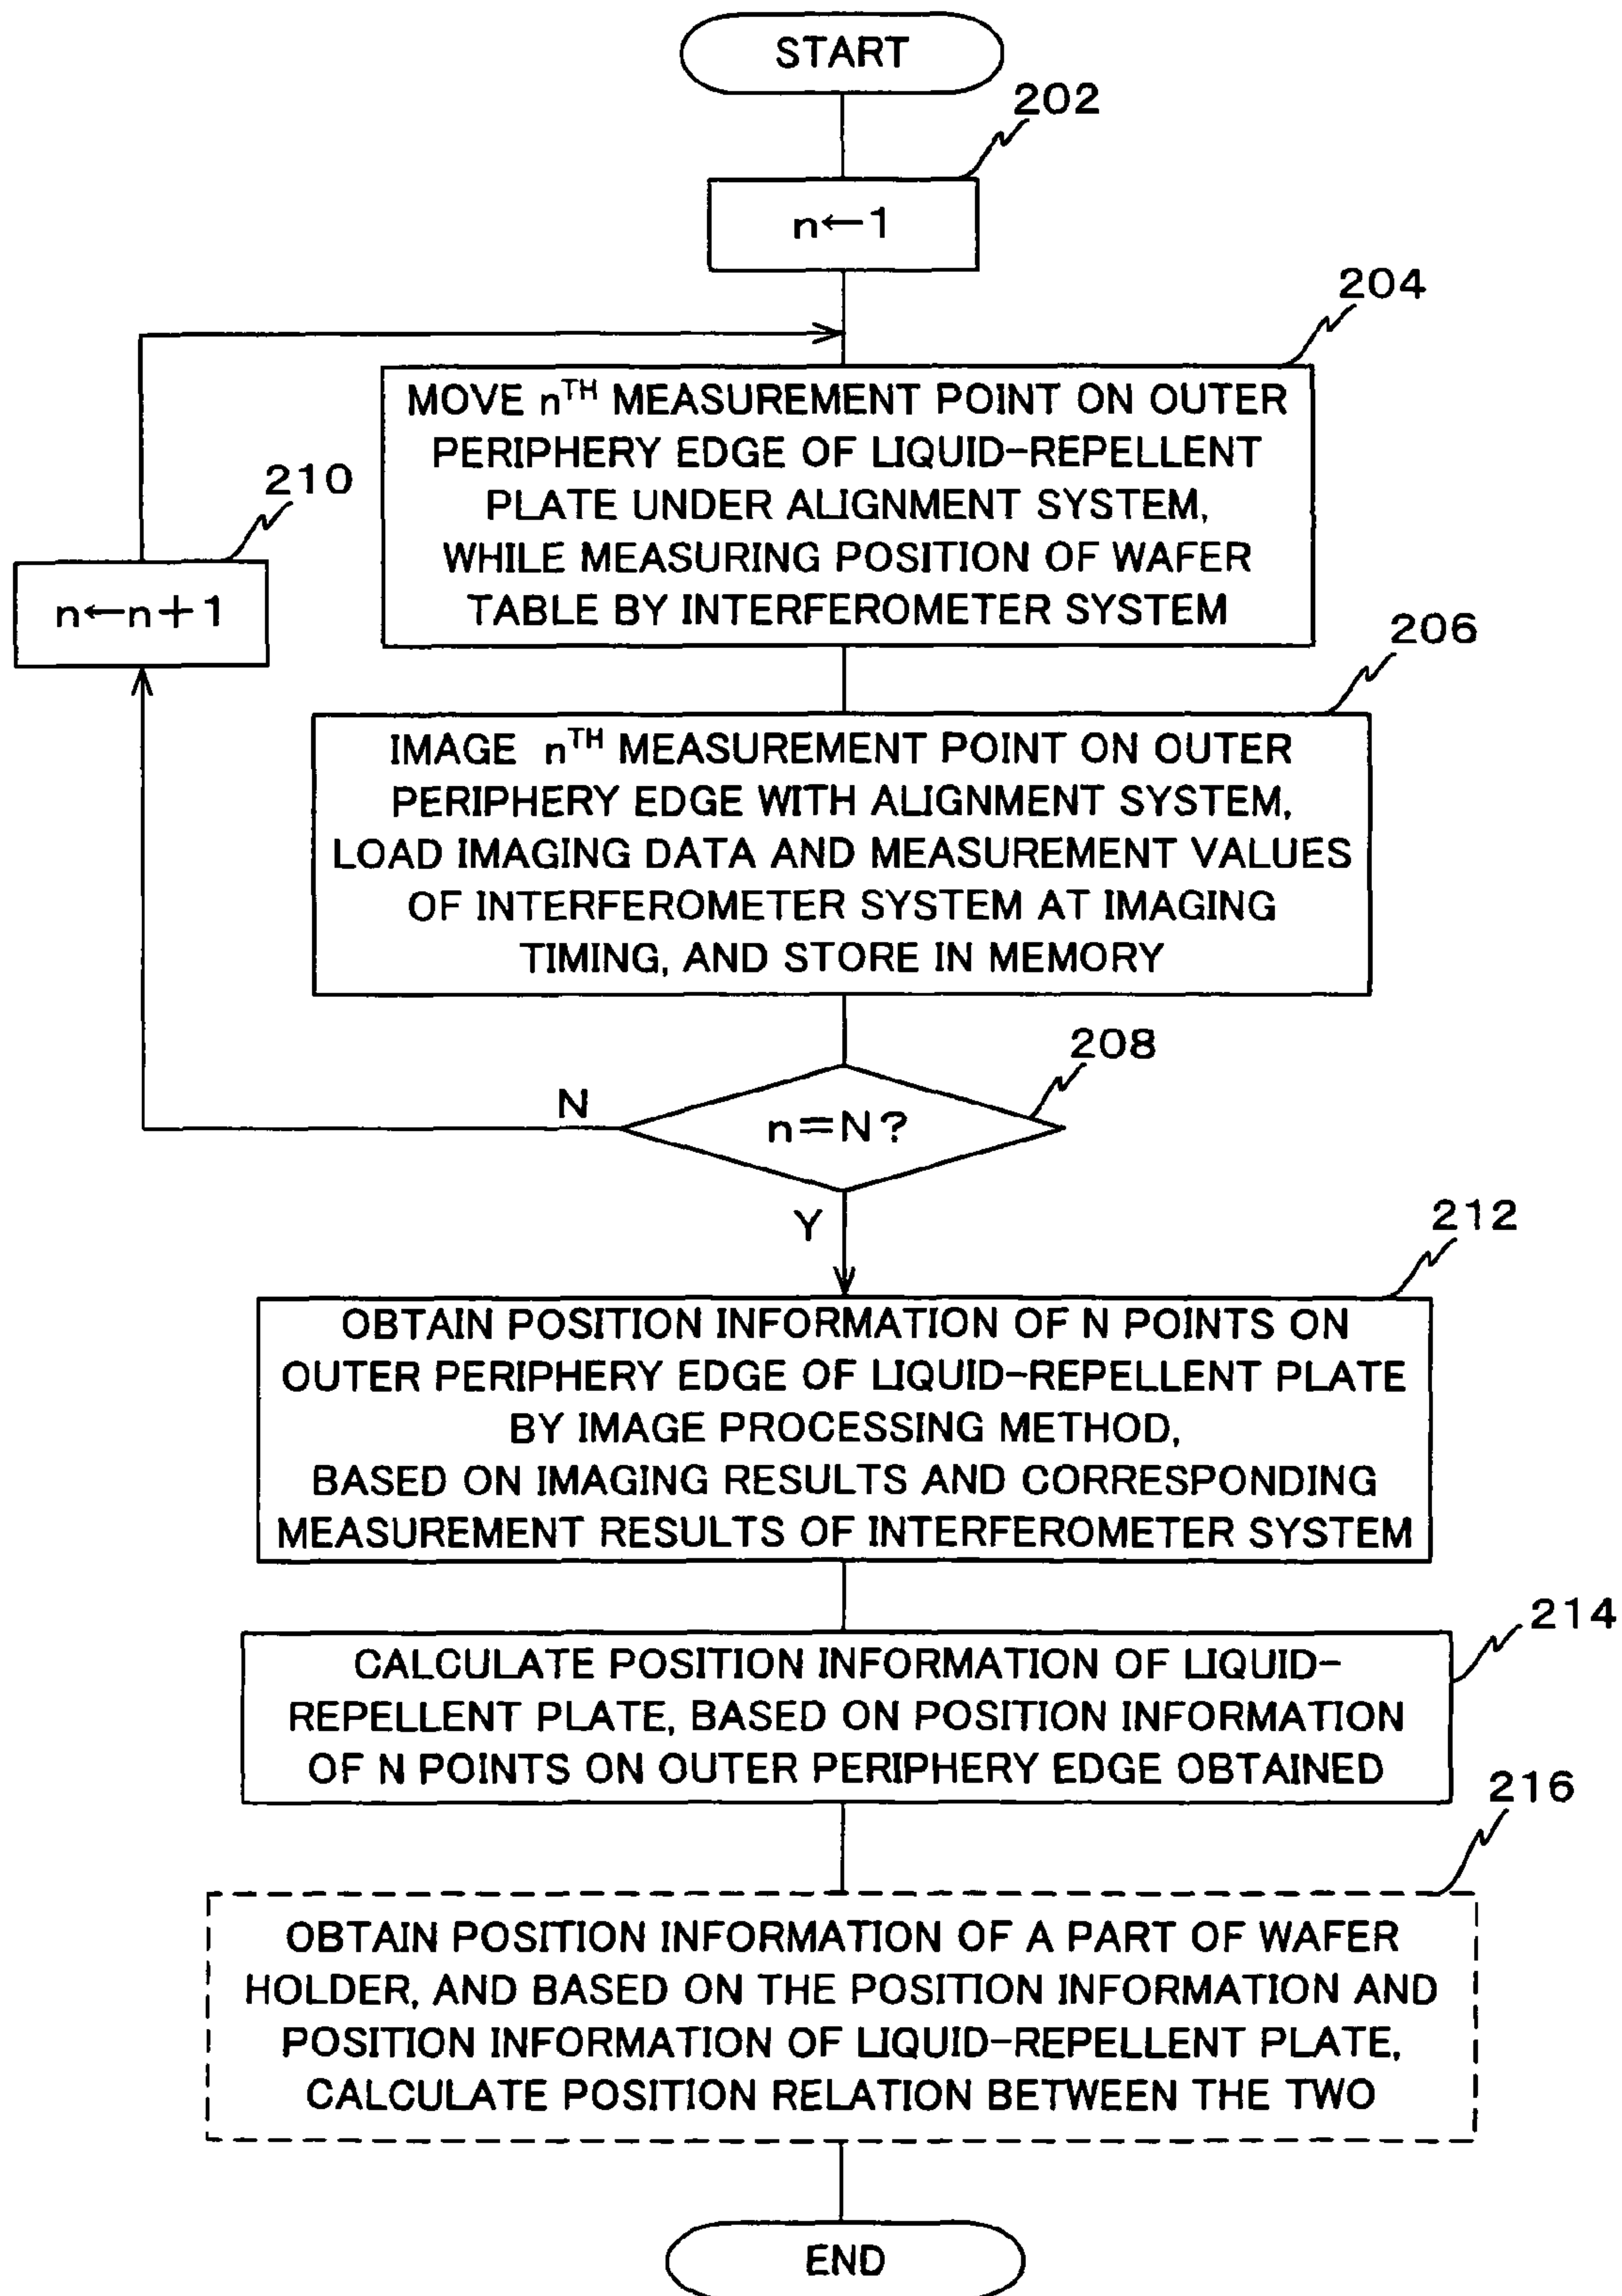 START
202
n←1
204
MOVE nTH MEASUREMENT POINT ON OUTER
PERIPHERY EDGE OF LIQUID-REPELLENT
PLATE UNDER ALIGNMENT SYSTEM,
WHILE MEASURING POSITION OF WAFER
TABLE BY INTERFEROMETER SYSTEM
210
n←n+1
206
IMAGE nTH MEASUREMENT POINT ON OUTER
PERIPHERY EDGE WITH ALIGNMENT SYSTEM,
LOAD IMAGING DATA AND MEASUREMENT VALUES
OF INTERFEROMETER SYSTEM AT IMAGING
TIMING, AND STORE IN MEMORY
208
N
n=N?
Y
212
OBTAIN POSITION INFORMATION OF N POINTS ON
OUTER PERIPHERY EDGE OF LIQUID-REPELLENT PLATE
BY IMAGE PROCESSING METHOD,
BASED ON IMAGING RESULTS AND CORRESPONDING
MEASUREMENT RESULTS OF INTERFEROMETER SYSTEM
214
CALCULATE POSITION INFORMATION OF LIQUID-
REPELLENT PLATE, BASED ON POSITION INFORMATION
OF N POINTS ON OUTER PERIPHERY EDGE OBTAINED
216
OBTAIN POSITION INFORMATION OF A PART OF WAFER
HOLDER, AND BASED ON THE POSITION INFORMATION AND
POSITION INFORMATION OF LIQUID-REPELLENT PLATE,
CALCULATE POSITION RELATION BETWEEN THE TWO
END